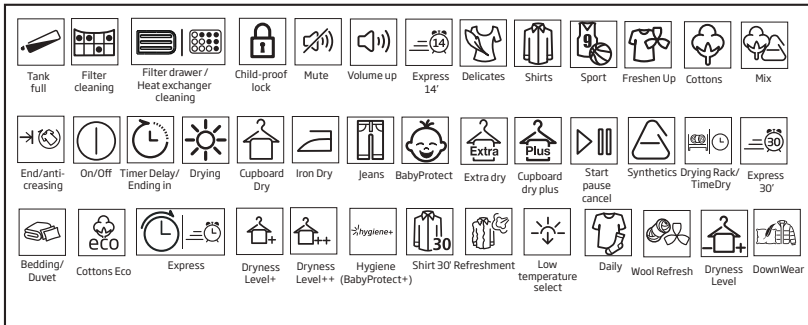 14
9
Tank full
Filter cleaning
Filter drawer / Heat exchanger cleaning
Child-proof lock
Mute
Volume up
Express 14'
Delicates
Shirts
Sport
Freshen Up
Cottons
Mix
Extra
Plus
30
End/anti-creasing
On/Off
Timer Delay/ Ending in
Drying
Cupboard Dry
Iron Dry
Jeans
BabyProtect
Extra dry
Cupboard dry plus
Start pause cancel
Synthetics
Drying Rack/ TimeDry
Express 30'
eco
+
++
hygiene+
30
- +
Bedding/ Duvet
Cottons Eco
Express
Dryness Level+
Dryness Level++
Hygiene (BabyProtect+)
Shirt 30'
Refreshment
Low temperature select
Daily
Wool Refresh
Dryness Level
DownWear